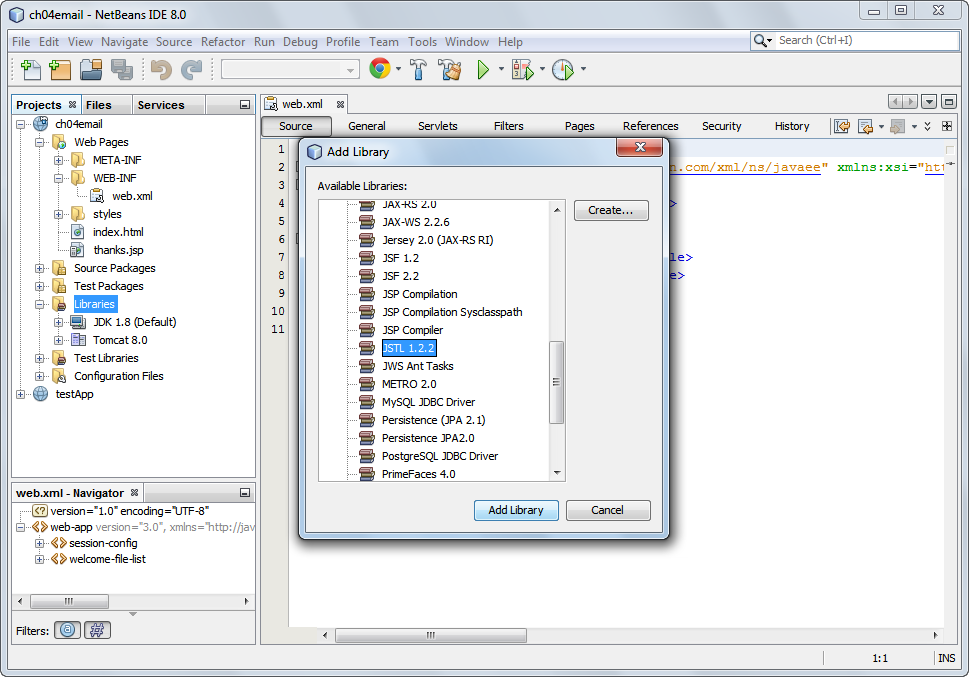 ch04email - NetBeans IDE 8.0
File Edit View Navigate Source Refactor Run Debug Profile Team Tools Window Help
Search (Ctrl+I)
Projects Files Services
ch04email
Web Pages
META-INF
WEB-INF
web.xml
styles
index.html
thanks.jsp
Source Packages
Test Packages
Libraries
JDK 1.8 (Default)
Tomcat 8.0
Test Libraries
Configuration Files
testApp
web.xml - Navigator
version="1.0" encoding="UTF-8"
web-app version="3.0", xmlns="http://jav
session-config
welcome-file-list
Filters:
web.xml
Source General Servlets Filters Pages References Security History
1
2 n.com/xml/ns/javaee" xmlns:xsi="htt
3
4 >
5
6
7 le>
8 e>
9
10
11
Add Library
Available Libraries:
JAX-RS 2.0
JAX-WS 2.2.6
Jersey 2.0 (JAX-RS RI)
JSF 1.2
JSF 2.2
JSP Compilation
JSP Compilation Sysclasspath
JSP Compiler
JSTL 1.2.2
JWS Ant Tasks
METRO 2.0
MySQL JDBC Driver
Persistence (JPA 2.1)
Persistence JPA2.0
PostgreSQL JDBC Driver
PrimeFaces 4.0
Create...
Add Library Cancel
1:1 INS